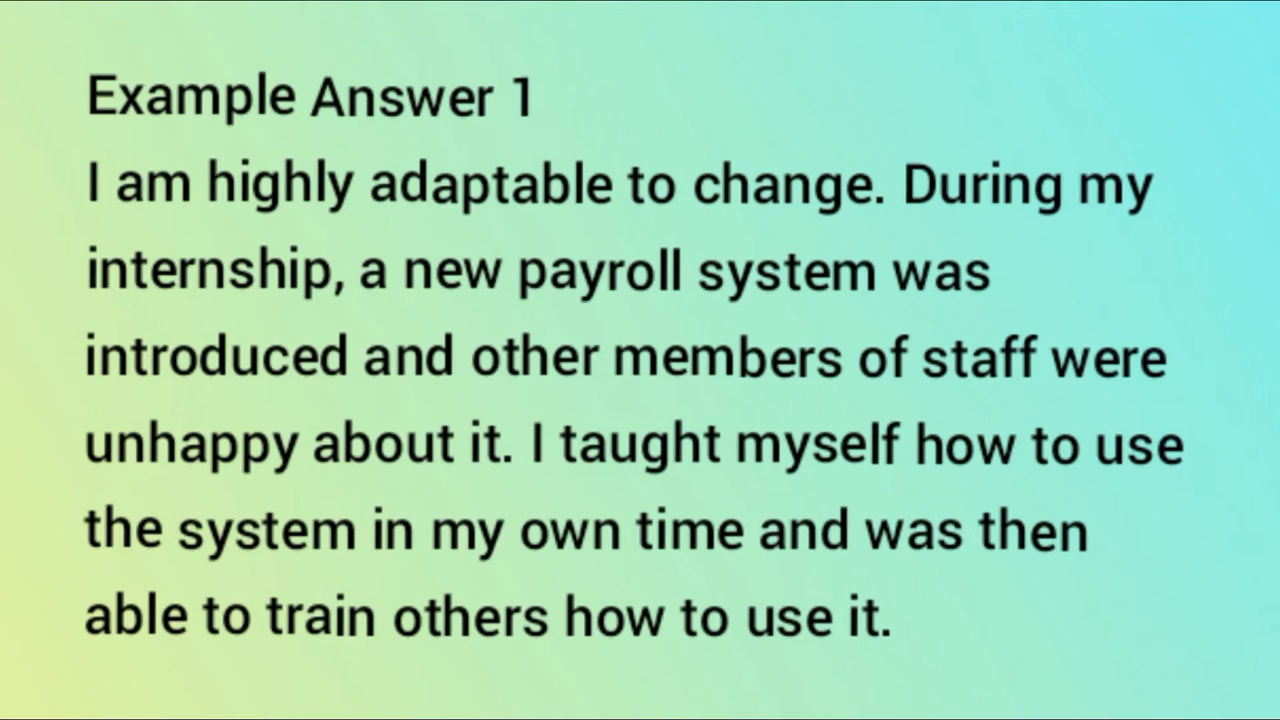 Example Answer 1
I am highly adaptable to change. During my
internship, a new payroll system was
introduced and other members of staff were
unhappy about it. I taught myself how to use
the system in my own time and was then
able to train others how to use it.